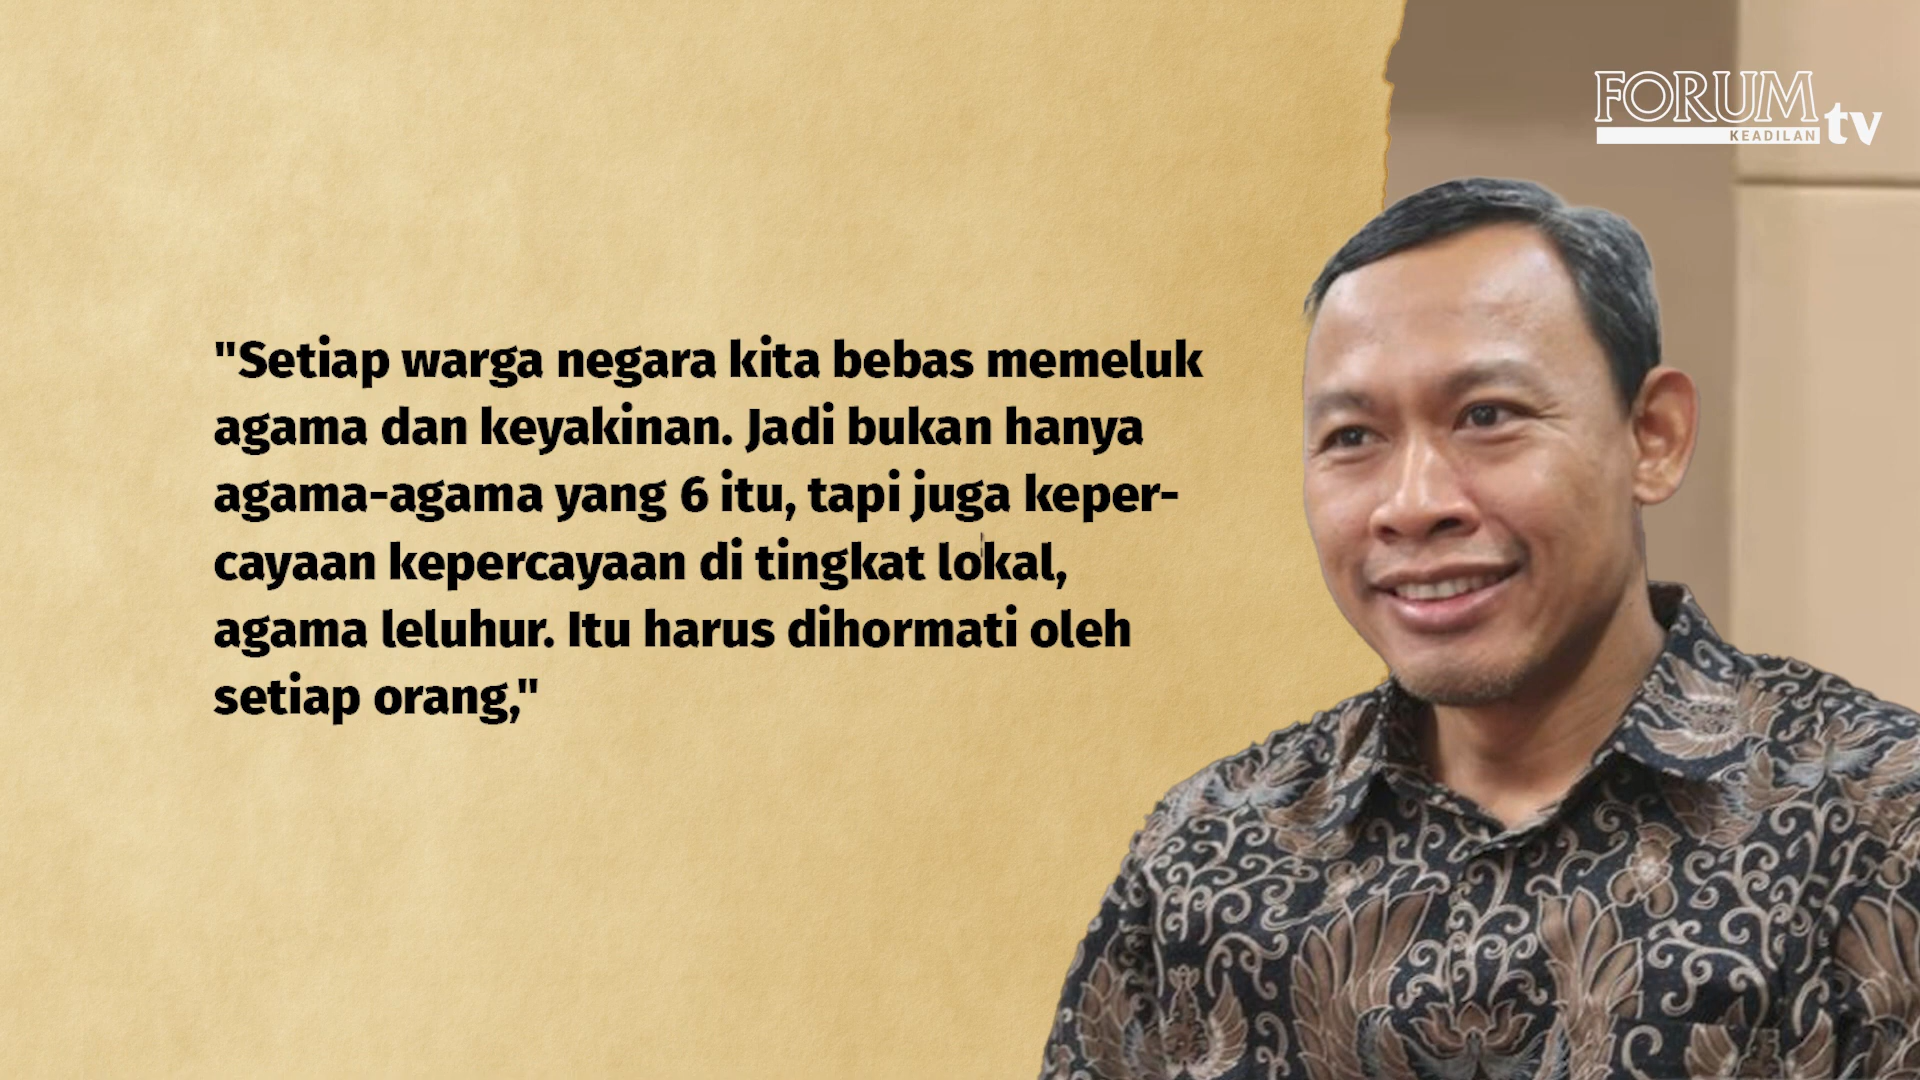 FORUM
KEADILAN
tv
"Setiap warga negara kita bebas memeluk
agama dan keyakinan. Jadi bukan hanya
agama-agama yang 6 itu, tapi juga keper-
cayaan kepercayaan di tingkat lokal,
agama leluhur. Itu harus dihormati oleh
setiap orang,"